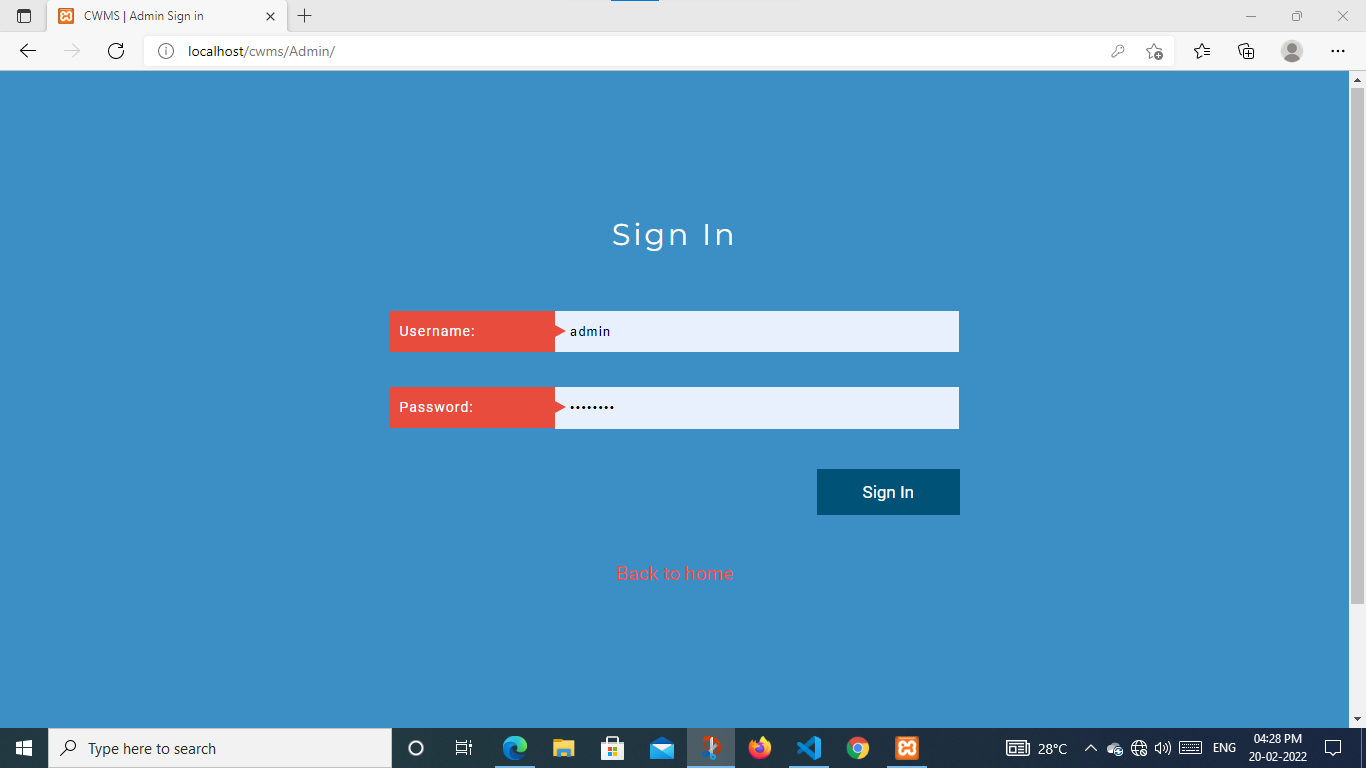 CWMS | Admin Sign in
localhost/cwms/Admin/
Sign In
Username:
admin
Password:
••••••••
Sign In
Back to home
Type here to search
28°C
ENG
04:28 PM
20-02-2022